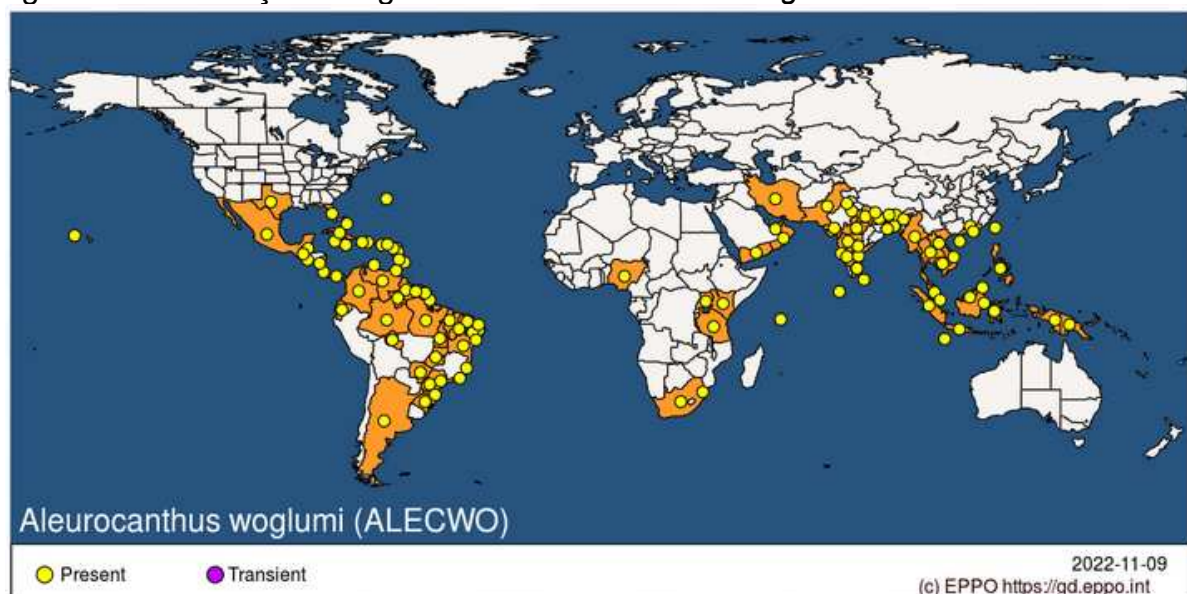 Aleurocanthus woglumi (ALECWO)
Present
Transient
2022-11-09
(c) EPPO https://gd.eppo.int